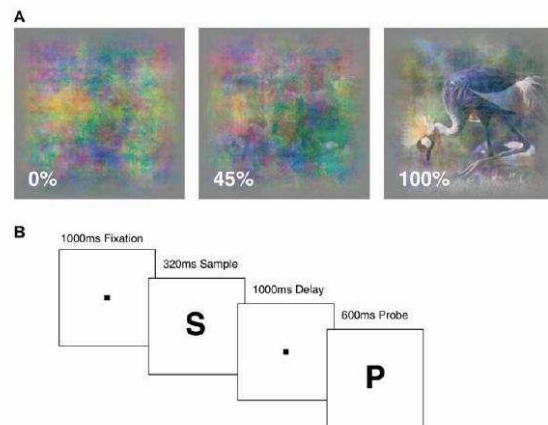 A
0%
45%
100%
B
1000ms Fixation
320ms Sample
S
1000ms Delay
600ms Probe
P